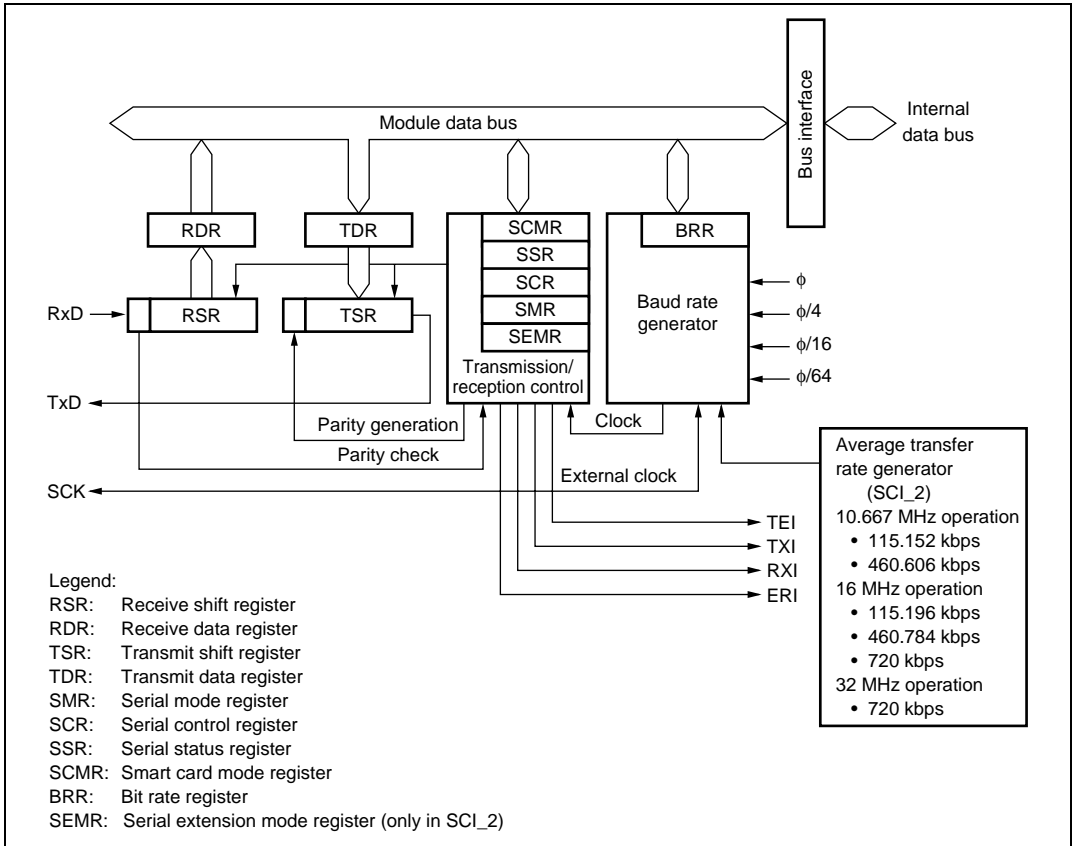 Module data bus
Bus interface
Internal
data bus
RDR
TDR
SCMR
SSR
SCR
SMR
SEMR
Transmission/
reception control
BRR
Baud rate
generator
ϕ
ϕ/4
ϕ/16
ϕ/64
RxD
RSR
TSR
TxD
Parity generation
Parity check
Clock
SCK
External clock
TEI
TXI
RXI
ERI
Average transfer
rate generator
(SCI_2)
10.667 MHz operation
• 115.152 kbps
• 460.606 kbps
16 MHz operation
• 115.196 kbps
• 460.784 kbps
• 720 kbps
32 MHz operation
• 720 kbps
Legend:
RSR: Receive shift register
RDR: Receive data register
TSR: Transmit shift register
TDR: Transmit data register
SMR: Serial mode register
SCR: Serial control register
SSR: Serial status register
SCMR: Smart card mode register
BRR: Bit rate register
SEMR: Serial extension mode register (only in SCI_2)